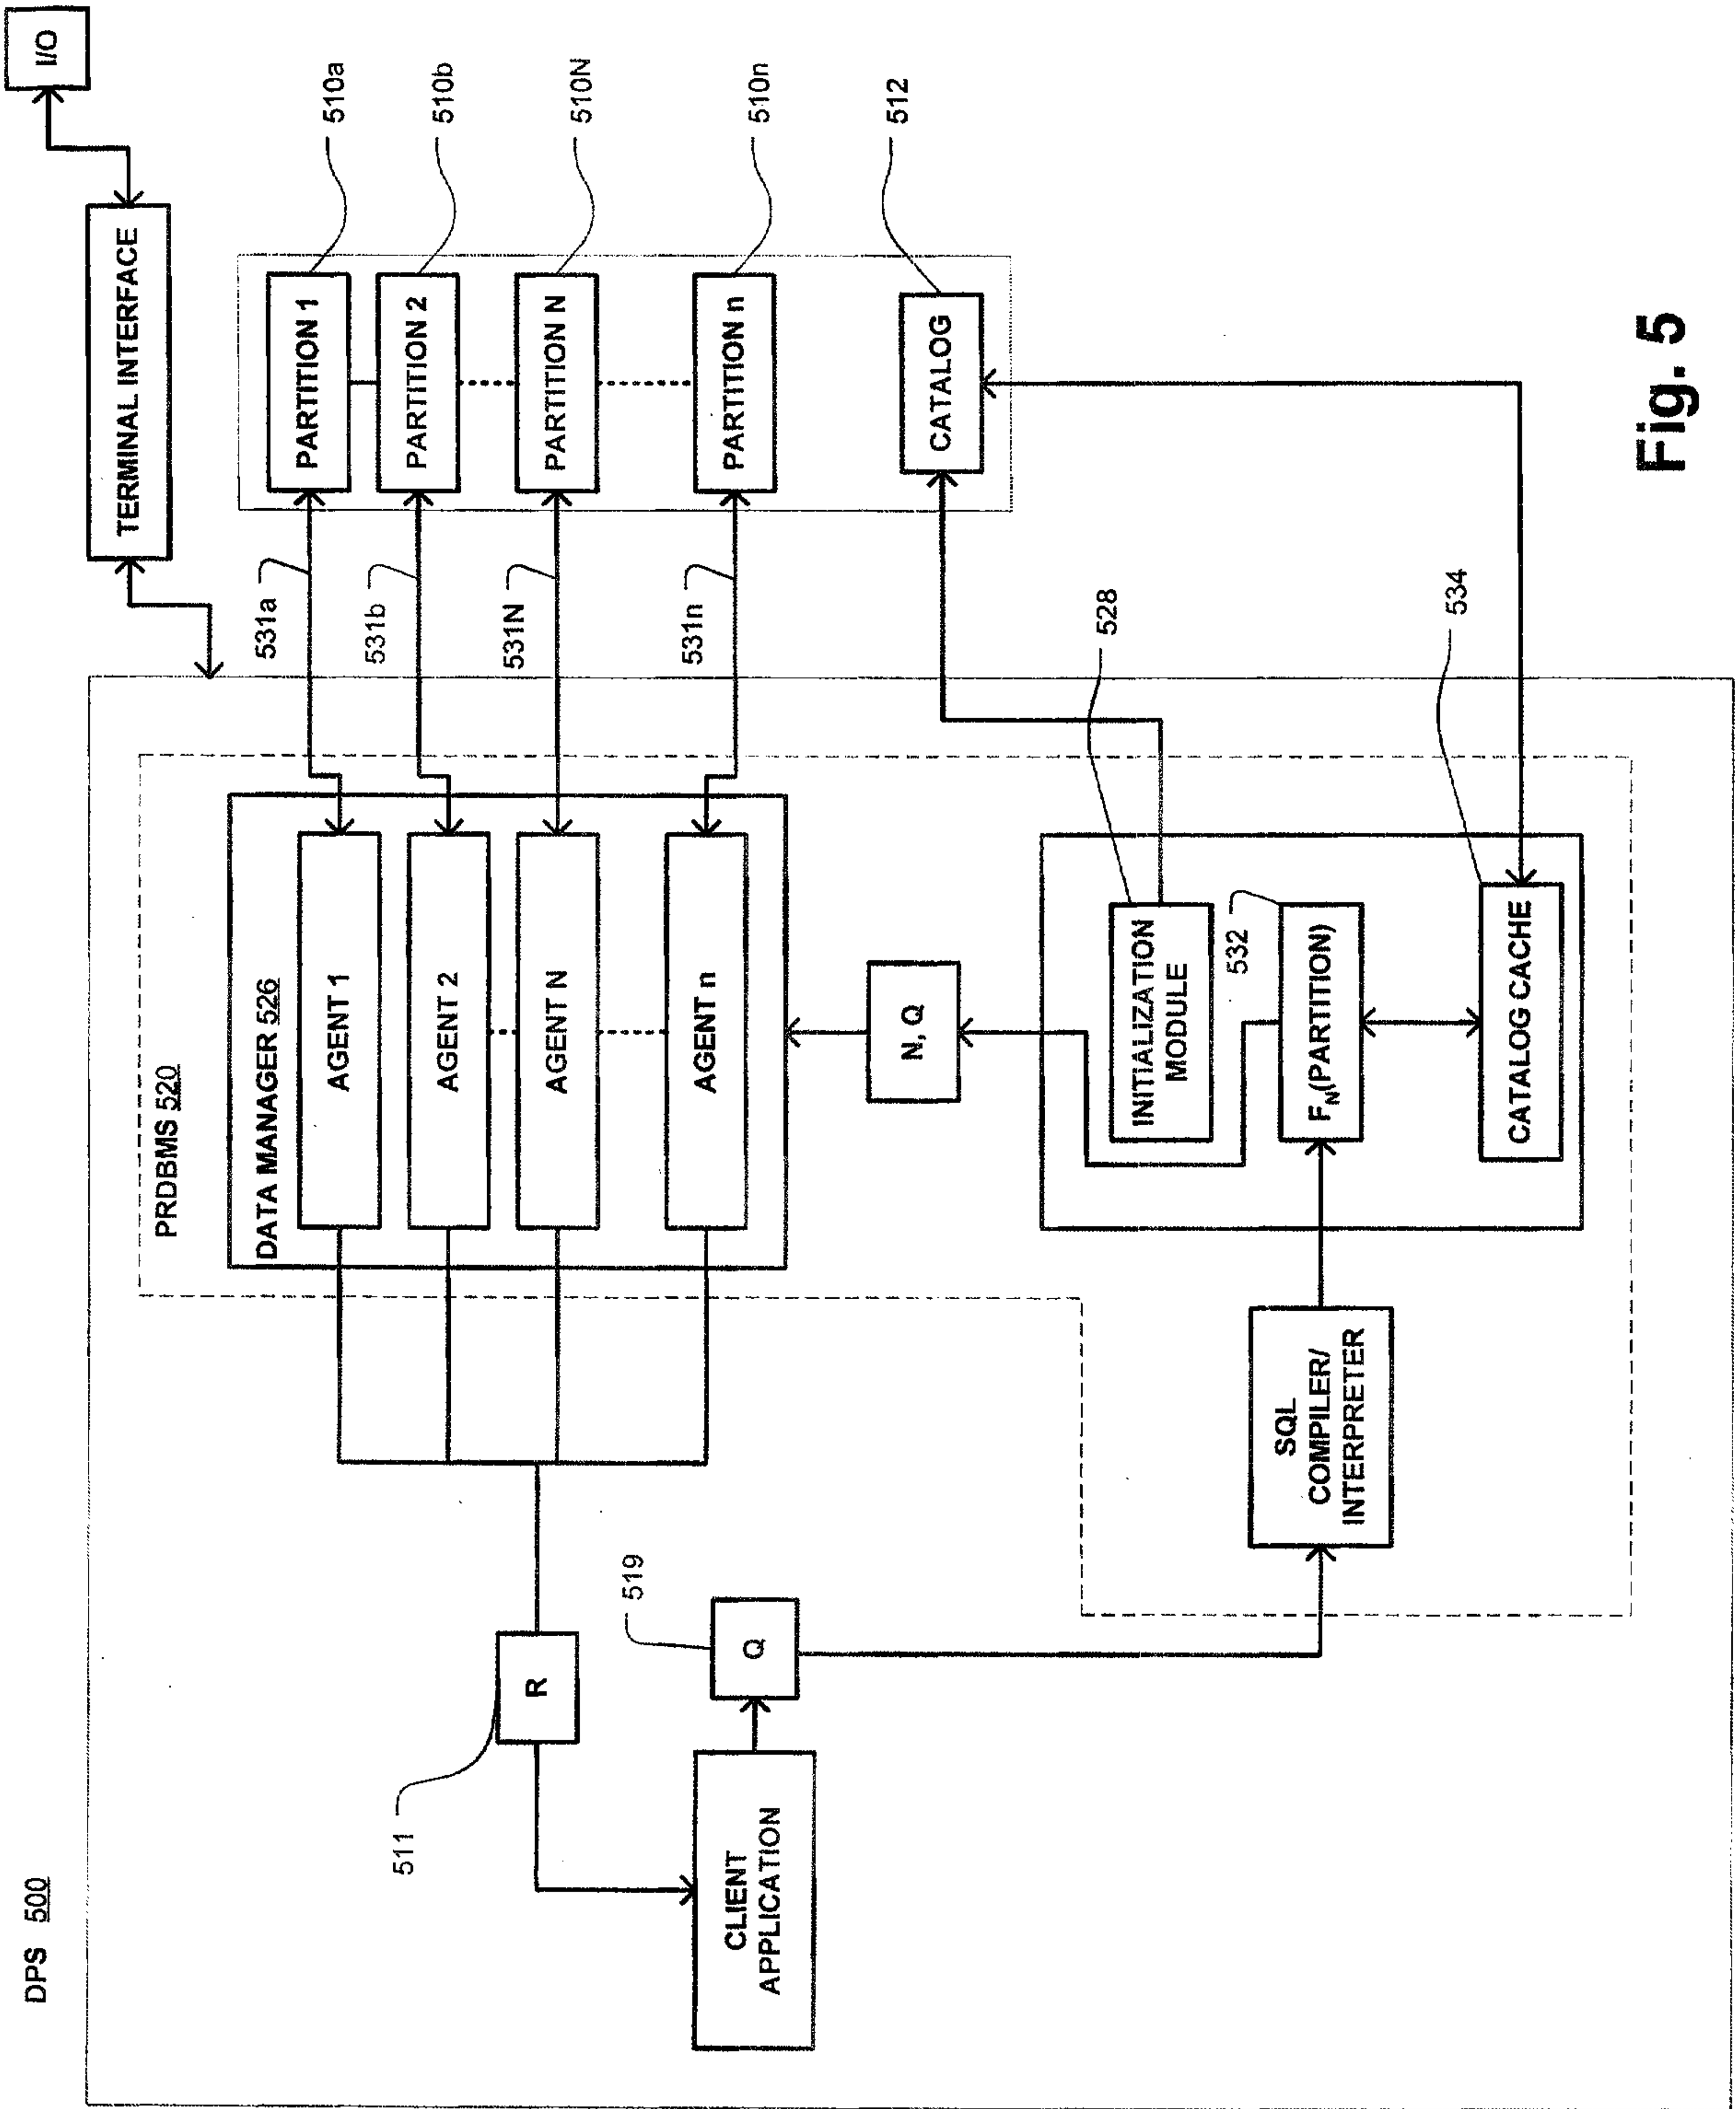 DPS 500
I/O
TERMINAL INTERFACE
PRDBMS 520
DATA MANAGER 526
AGENT 1
AGENT 2
AGENT N
AGENT n
531a
531b
531N
531n
PARTITION 1
PARTITION 2
PARTITION N
PARTITION n
510a
510b
510N
510n
CATALOG
512
511
R
519
Q
CLIENT
APPLICATION
N, Q
SQL
COMPILER/
INTERPRETER
INITIALIZATION
MODULE
528
532
FN(PARTITION)
CATALOG CACHE
534
Fig. 5